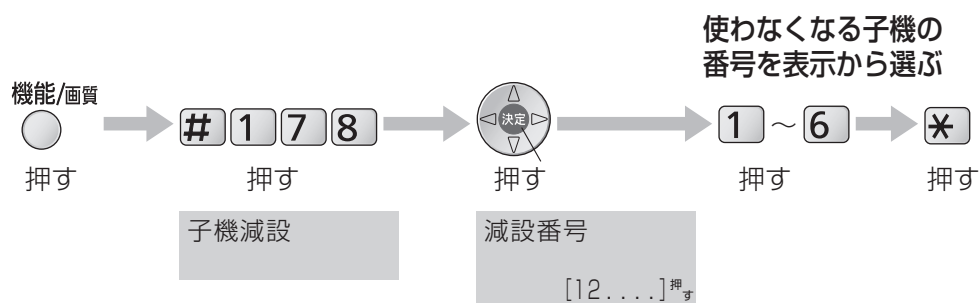 使わなくなる子機の
番号を表示から選ぶ
機能/画質
# 1 7 8
決定
1 ～ 6
＊
押す
押す
押す
押す
押す
子機減設
減設番号
[12....]押す